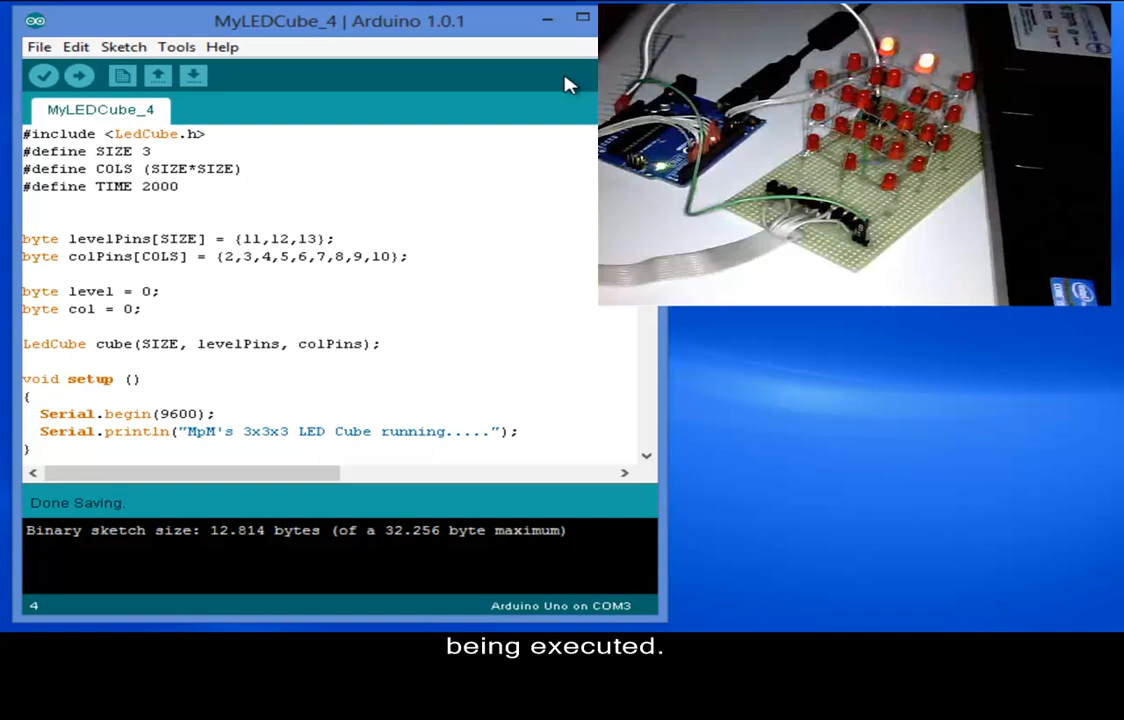 MyLEDCube_4 | Arduino 1.0.1
File Edit Sketch Tools Help
MyLEDCube_4
#include <LedCube.h>
#define SIZE 3
#define COLS (SIZE*SIZE)
#define TIME 2000
byte levelPins[SIZE] = {11,12,13};
byte colPins[COLS] = {2,3,4,5,6,7,8,9,10};
byte level = 0;
byte col = 0;
LedCube cube(SIZE, levelPins, colPins);
void setup ()
{
Serial.begin(9600);
Serial.println("MpM's 3x3x3 LED Cube running.....");
}
Done Saving.
Binary sketch size: 12.814 bytes (of a 32.256 byte maximum)
4 Arduino Uno on COM3
being executed.